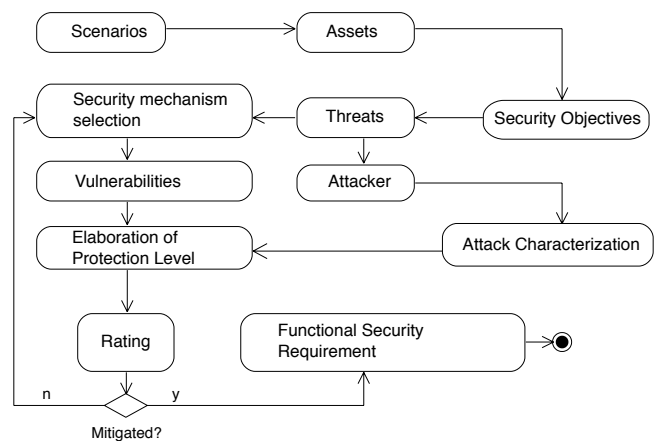 Scenarios
Assets
Security mechanism
selection
Threats
Security Objectives
Vulnerabilities
Attacker
Elaboration of
Protection Level
Attack Characterization
Rating
Functional Security
Requirement
n
y
Mitigated?